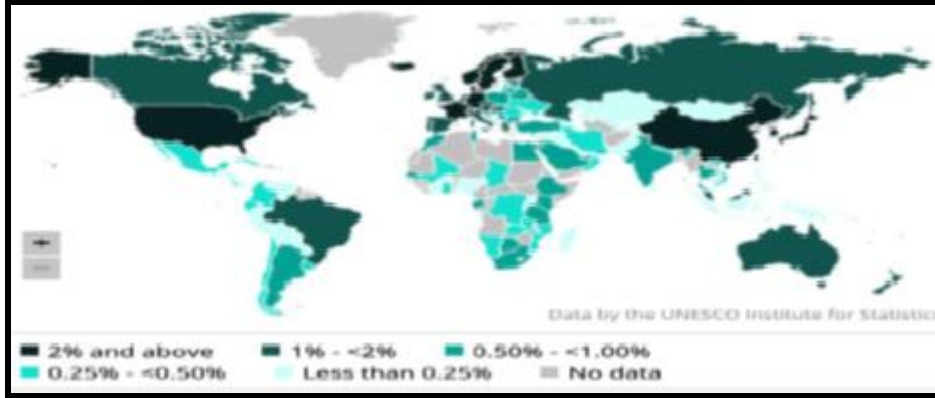 Data by the UNESCO Institute for Statistic
2% and above 1% - <2% 0.50% - <1.00%
0.25% - <0.50% Less than 0.25% No data